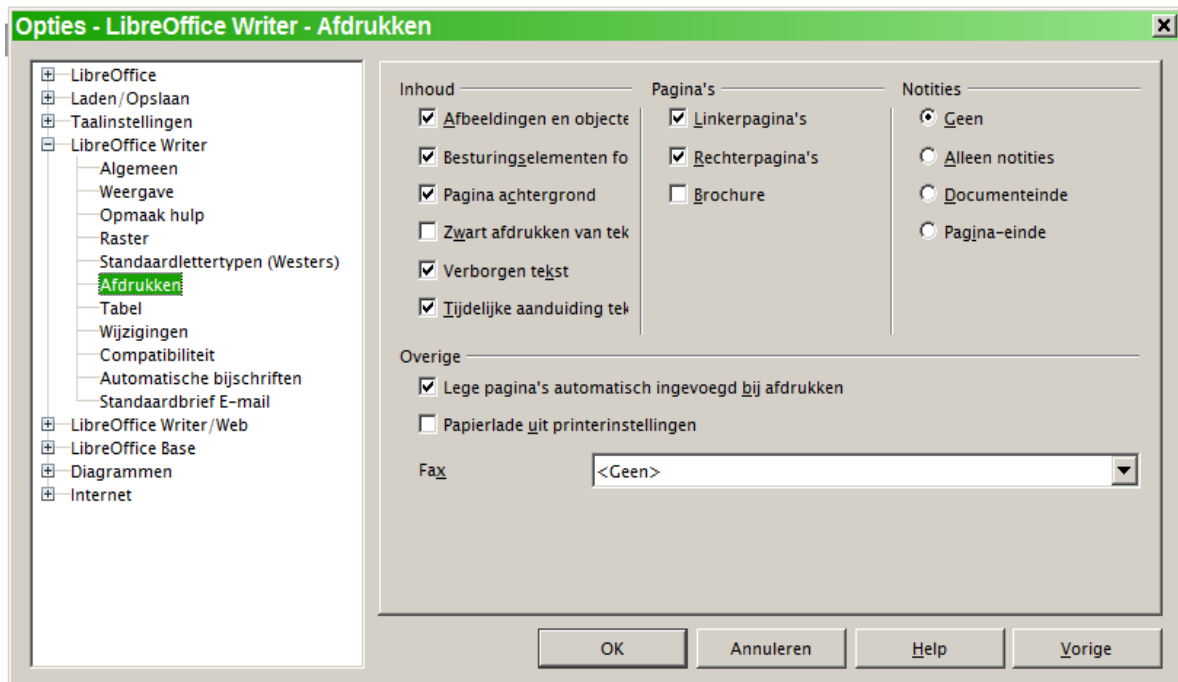 Opties - LibreOffice Writer - Afdrukken
LibreOffice
Laden/Opslaan
Taalinstellingen
LibreOffice Writer
Algemeen
Weergave
Opmaak hulp
Raster
Standaardlettertypen (Westers)
Afdrukken
Tabel
Wijzigingen
Compatibiliteit
Automatische bijschriften
Standaardbrief E-mail
LibreOffice Writer/Web
LibreOffice Base
Diagrammen
Internet
Inhoud
Afbeeldingen en objecte
Besturingselementen fo
Pagina achtergrond
Zwart afdrukken van tek
Verborgen tekst
Tijdelijke aanduiding tek
Pagina's
Linkerpagina's
Rechterpagina's
Brochure
Notities
Geen
Alleen notities
Documenteinde
Pagina-einde
Overige
Lege pagina's automatisch ingevoegd bij afdrukken
Papierlade uit printerinstellingen
Fax
<Geen>
OK
Annuleren
Help
Vorige